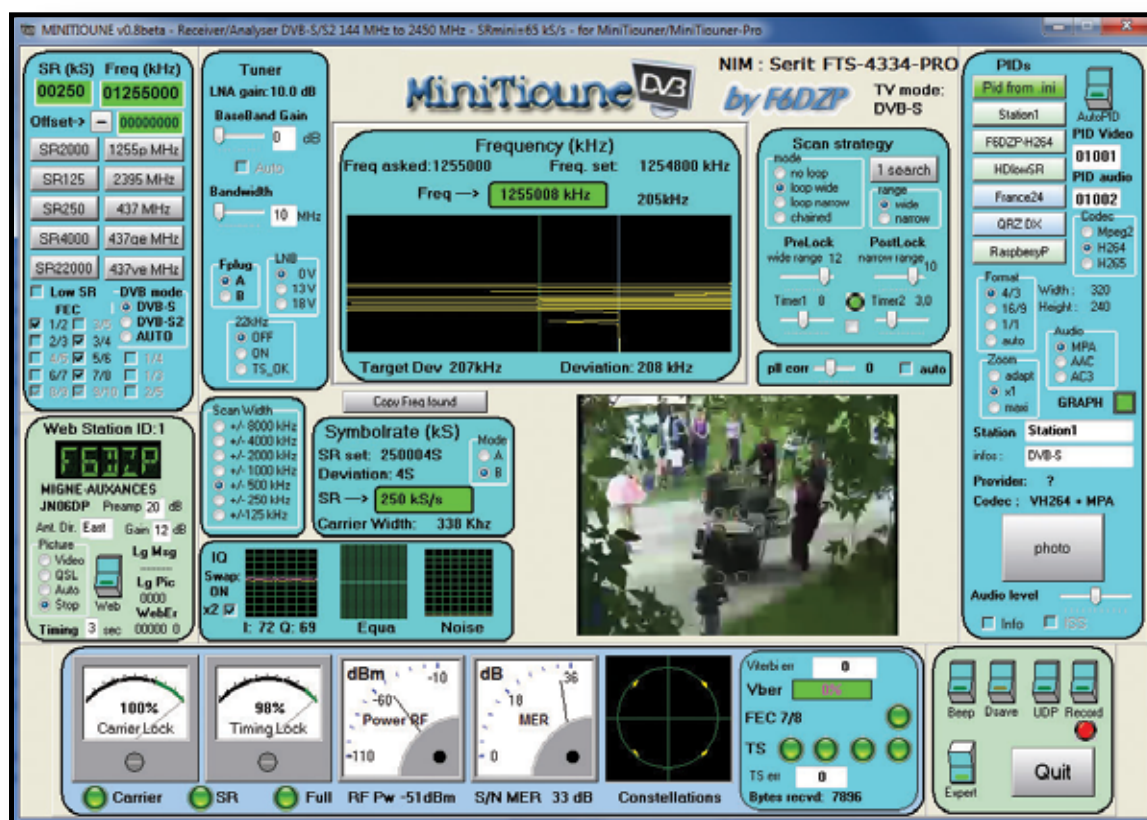 MINITIOUNE v0.8beta - Receiver/Analyser DVB-S/S2 144 MHz to 2450 MHz - SRmini±65 kS/s - for MiniTiouner/MiniTiouner-Pro
SR (kS) Freq (kHz)
00250 01255000
Offset-> - 00000000
SR2000 1255p MHz
SR125 2395 MHz
SR250 437 MHz
SR4000 437qe MHz
SR22000 437ve MHz
Low SR
FEC
DVB mode
DVB-S
DVB-S2
AUTO
1/2 3/5
2/3 3/4
4/5 5/6 1/4
6/7 7/8 1/3
8/9 9/10 2/5
Tuner
LNA gain: 10.0 dB
BaseBand Gain
0 dB
Auto
Bandwidth
10 MHz
Fplug
A
B
LNB
0 V
13 V
18 V
22kHz
OFF
ON
TS_OK
MiniTioune DVB
by F6DZP
NIM : Serit FTS-4334-PRO
TV mode:
DVB-S
Frequency (kHz)
Freq asked:1255000 Freq. set: 1254800 kHz
Freq —> 1255008 kHz 205kHz
Target Dev 207kHz Deviation: 208 kHz
Scan strategy
mode
no loop
loop wide
loop narrow
chained
1 search
range
wide
narrow
PreLock PostLock
wide range 12 narrow range 10
Timer1 8 Timer2 3,0
pll corr 0 auto
PIDs
Pid from .ini
Station1
F6DZP-H264
HDlowSR
France24
QRZ DX
RaspberryP
AutoPID
PID Video
01001
PID audio
01002
Codec
Mpeg2
H264
H265
Format
4/3
16/9
1/1
auto
Width : 320
Height : 240
Audio
MPA
AAC
AC3
Zoom
adapt
x1
maxi
GRAPH
Station Station1
infos : DVB-S
Provider: ?
Codec : VH264 + MPA
photo
Audio level
Info
Web Station ID:1
F6DZP
MIGNE-AUXANCES
JN06DP Preamp 20 dB
Ant. Dir. East Gain 12 dB
Picture
Video
QSL
Auto
Stop
Web
Lg Msg
Lg Pic
0000
WebEr
00000 0
Timing 3 sec
Scan Width
+/- 8000 kHz
+/- 4000 kHz
+/- 2000 kHz
+/- 1000 kHz
+/- 500 kHz
+/- 250 kHz
+/-125 kHz
Copy Freq found
Symbolrate (kS)
SR set: 250004S
Deviation: 4S
SR —> 250 kS/s
Carrier Width: 338 Khz
Mode
A
B
IQ
Swap:
ON
x2
I: 72 Q: 69 Equa Noise
100%
Carrier Lock
98%
Timing Lock
dBm -10
-60
Power RF
-110
dB 36
18
MER
0
Carrier SR Full RF Pw -51dBm S/N MER 33 dB Constellations
Viterbi err 0
Vber 0%
FEC 7/8
TS
TS err 0
Bytes recvd: 7896
Beep Dsave UDP Record
Expert
Quit